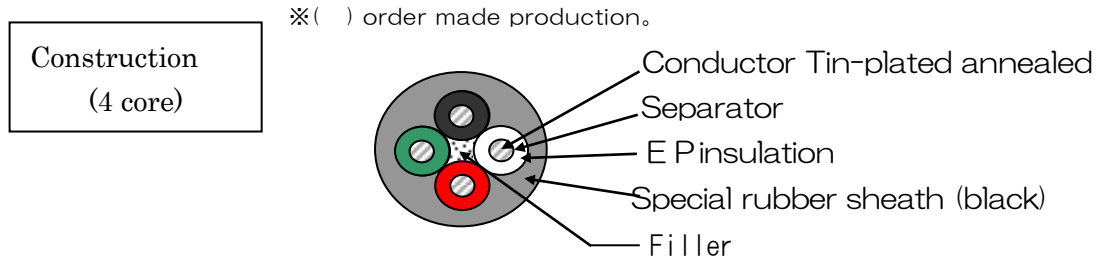 ※(　) order made production。
Construction
(4 core)
Conductor Tin-plated annealed
Separator
E P insulation
Special rubber sheath (black)
Filler